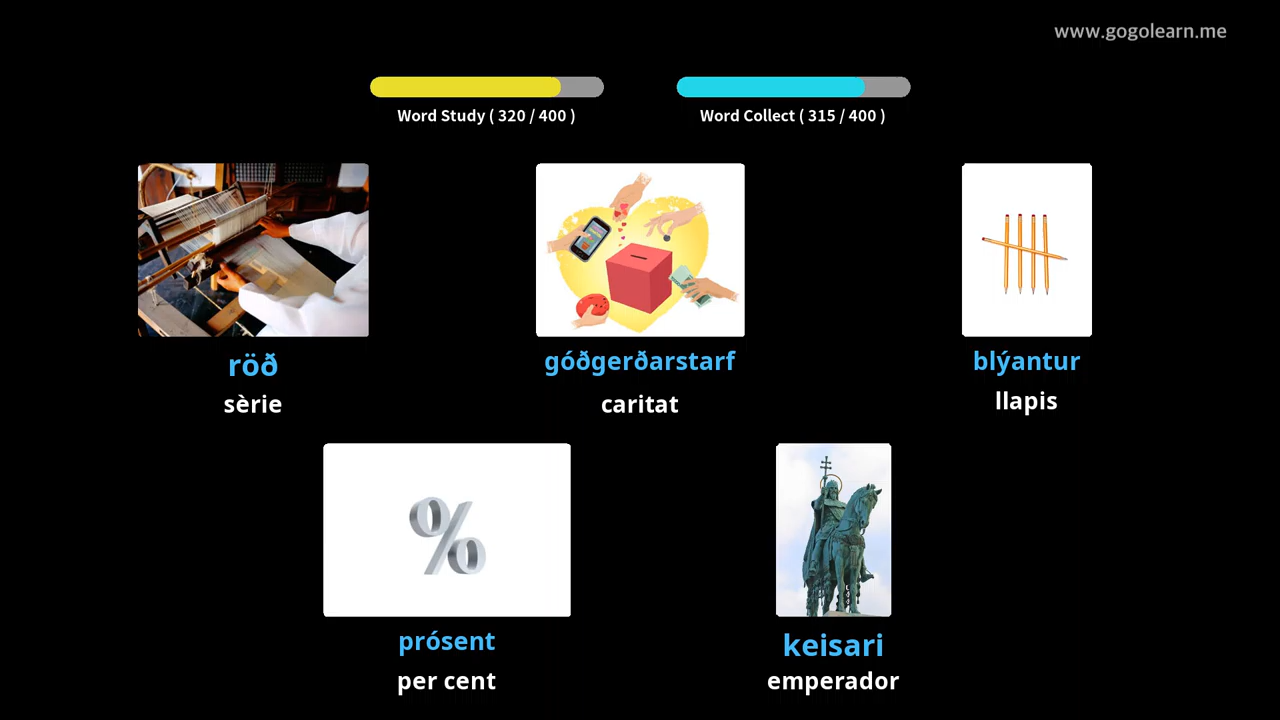 www.gogolearn.me
Word Study ( 320 / 400 )
Word Collect ( 315 / 400 )
röð
sèrie
góðgerðarstarf
caritat
blýantur
llapis
prósent
per cent
%
keisari
emperador